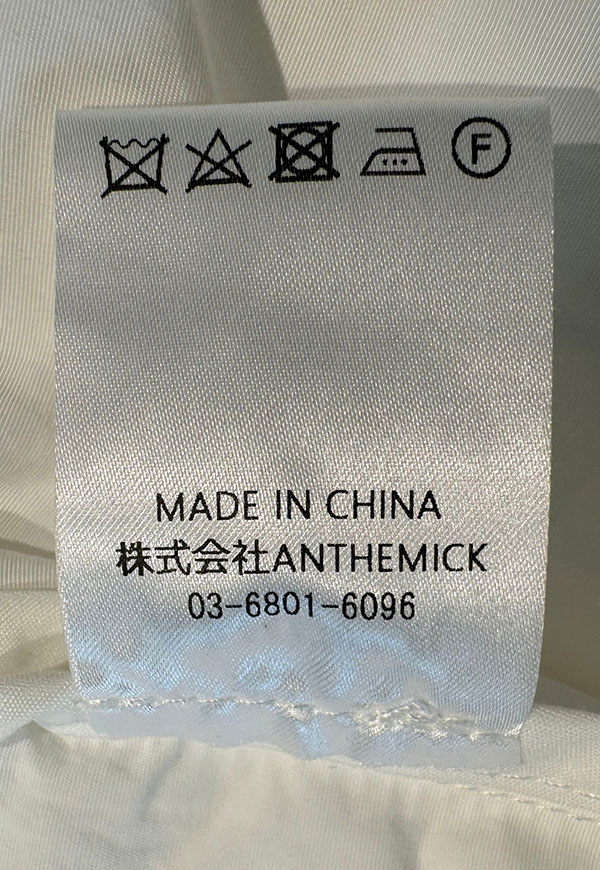 F
MADE IN CHINA
株式会社ANTHEMICK
03-6801-6096